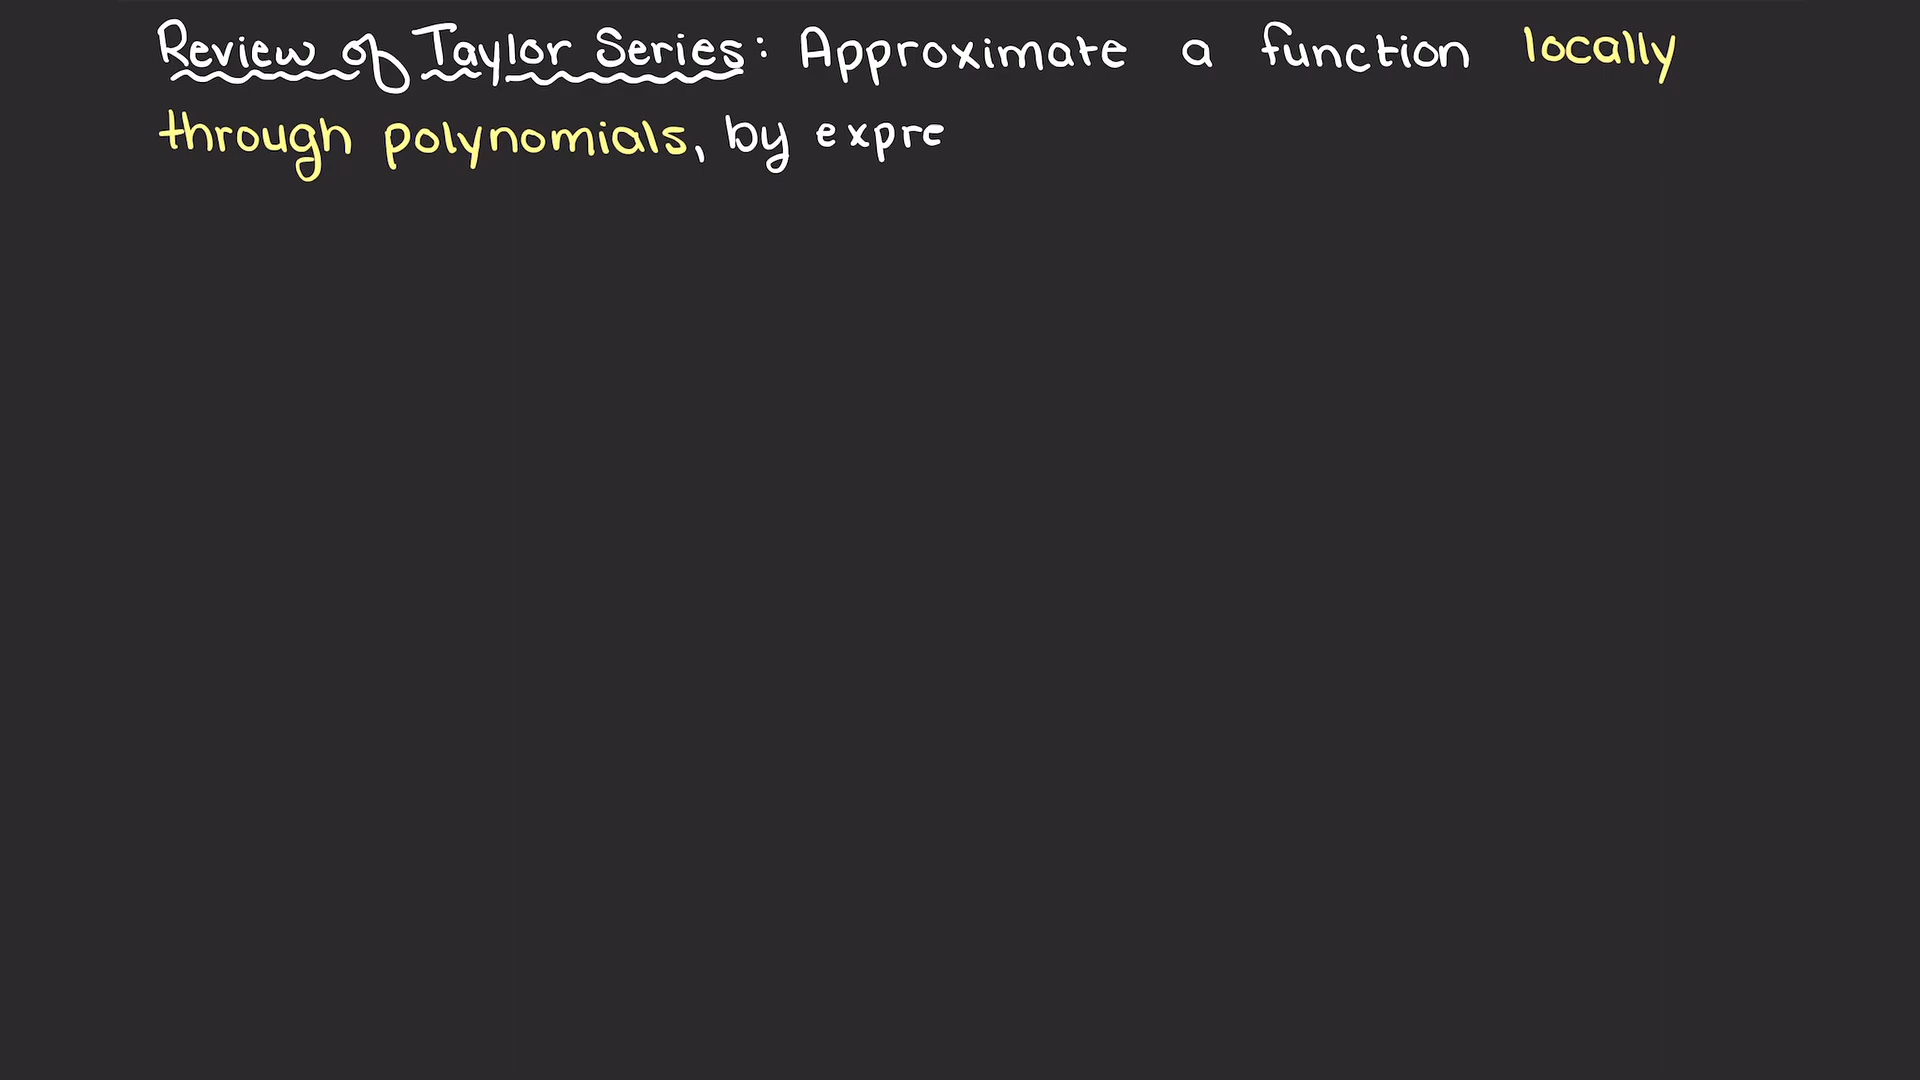 Review of Taylor Series: Approximate a function locally
through polynomials, by expre